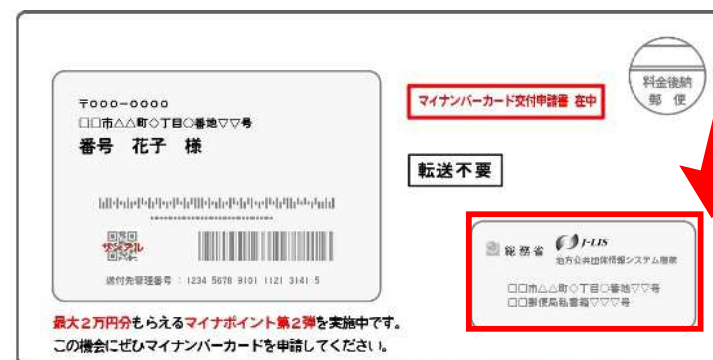 〒000-0000
□□市△△町◇丁目○番地▽▽号
番号 花子 様
サンプル
送付先管理番号 : 1234 5678 9101 1121 3141 5
マイナンバーカード交付申請書 在中
転送不要
料金後納
郵 便
総務省
J-LIS
地方公共団体情報システム機構
□□市△△町◇丁目○番地▽▽号
□□郵便局私書箱▽▽▽号
最大2万円分もらえるマイナポイント第2弾を実施中です。
この機会にぜひマイナンバーカードを申請してください。